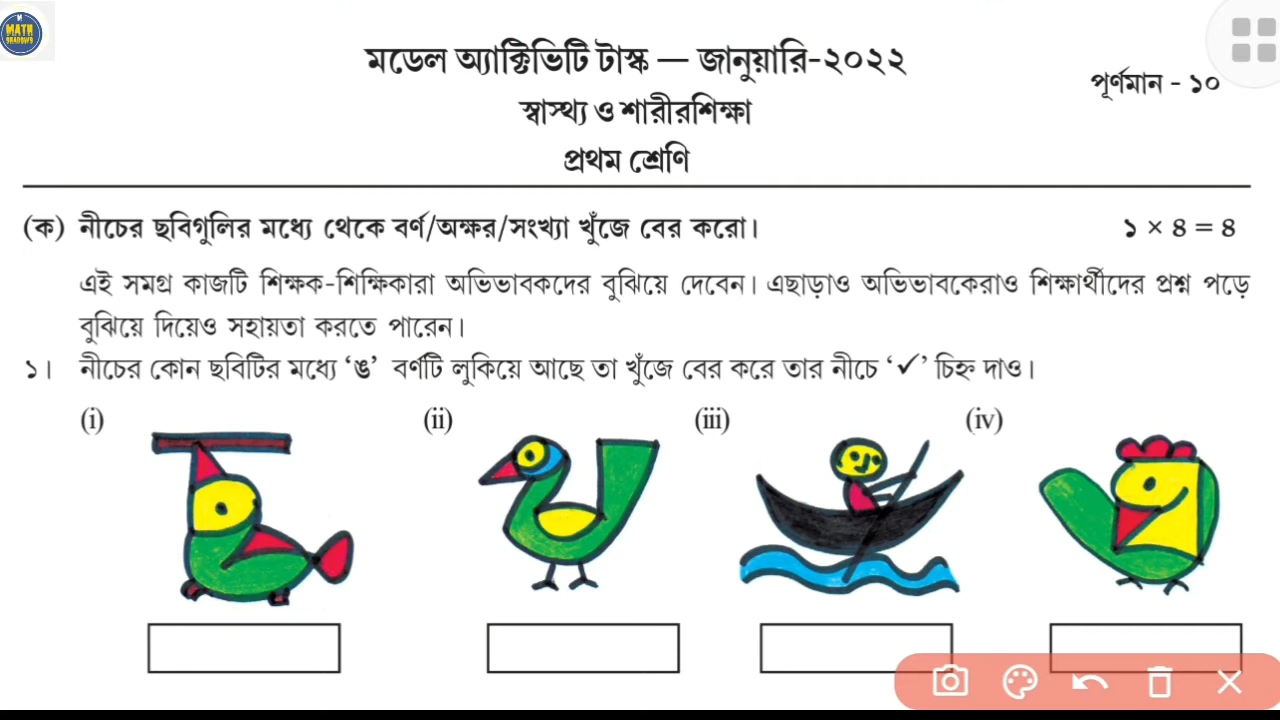 MATH
SHADOWS
মডেল অ্যাক্টিভিটি টাস্ক — জানুয়ারি-২০২২
পূর্ণমান - ১০
স্বাস্থ্য ও শারীরশিক্ষা
প্রথম শ্রেণি
(ক) নীচের ছবিগুলির মধ্যে থেকে বর্ণ/অক্ষর/সংখ্যা খুঁজে বের করো। ১ × ৪ = ৪
এই সমগ্র কাজটি শিক্ষক-শিক্ষিকারা অভিভাবকদের বুঝিয়ে দেবেন। এছাড়াও অভিভাবকেরাও শিক্ষার্থীদের প্রশ্ন পড়ে
বুঝিয়ে দিয়েও সহায়তা করতে পারেন।
১। নীচের কোন ছবিটির মধ্যে ‘ঙ’ বর্ণটি লুকিয়ে আছে তা খুঁজে বের করে তার নীচে ‘✓’ চিহ্ন দাও।
(i) (ii) (iii) (iv)